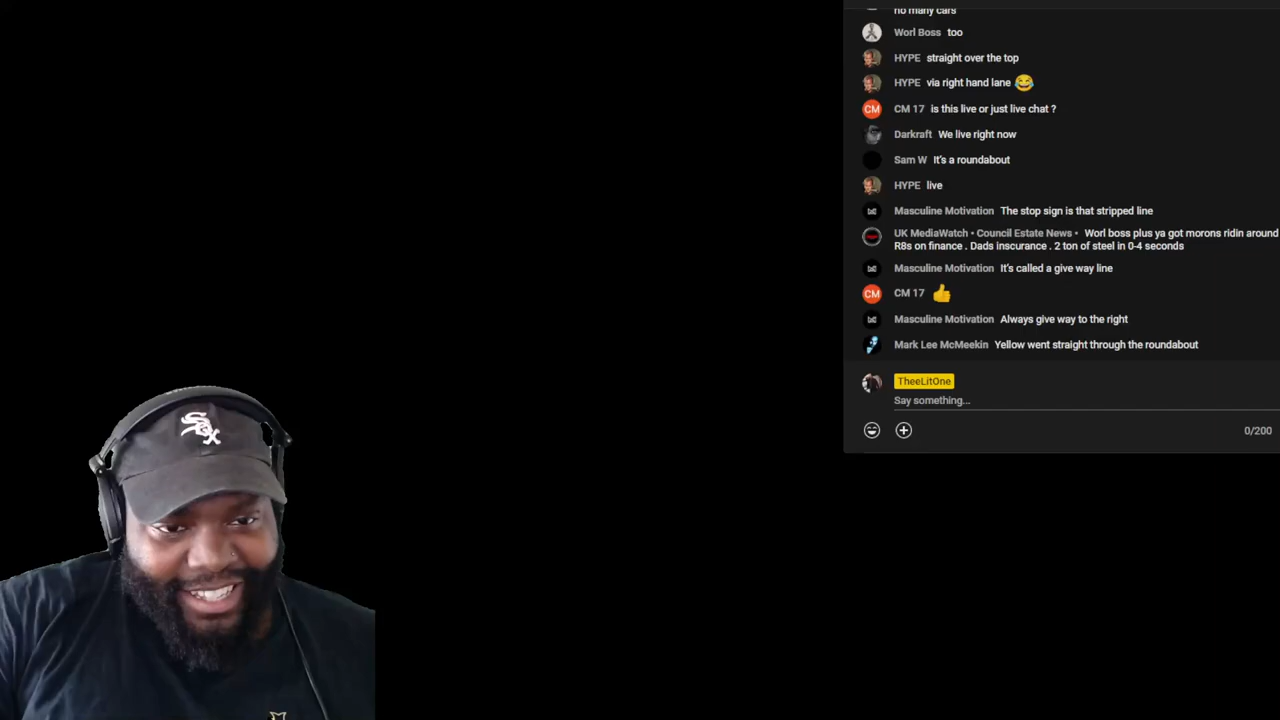 no many cars
Worl Boss too
HYPE straight over the top
HYPE via right hand lane 😂
CM CM 17 is this live or just live chat ?
Darkraft We live right now
Sam W It's a roundabout
HYPE live
Masculine Motivation The stop sign is that stripped line
UK MediaWatch • Council Estate News • Worl boss plus ya got morons ridin around
R8s on finance . Dads inscurance . 2 ton of steel in 0-4 seconds
Masculine Motivation It's called a give way line
CM CM 17 👍
Masculine Motivation Always give way to the right
Mark Lee McMeekin Yellow went straight through the roundabout
TheeLitOne
Say something...
0/200
SOX